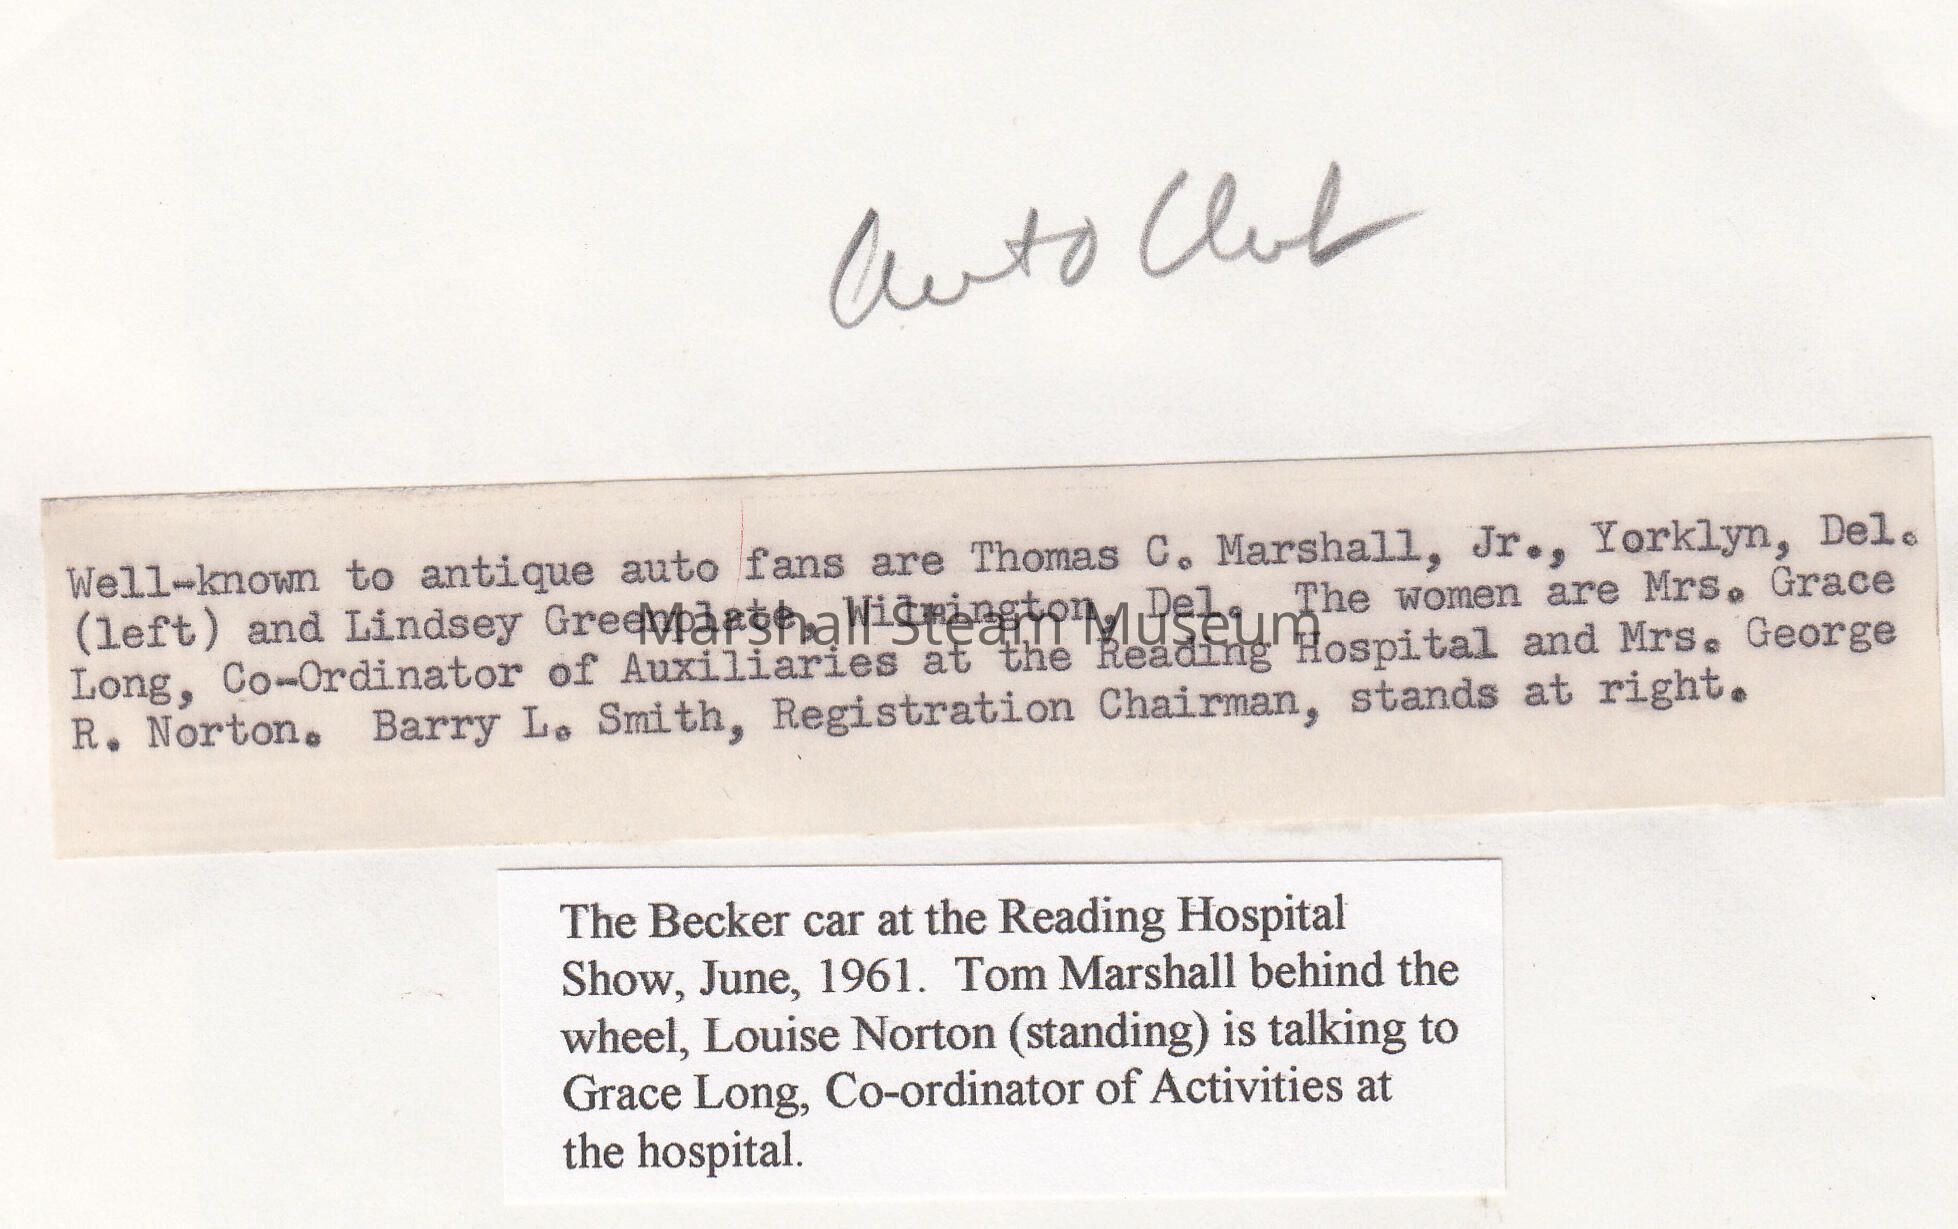 Auto Club
Well-known to antique auto fans are Thomas C. Marshall, Jr., Yorklyn, Del.
(left) and Lindsey Greenplate, Wilmington, Del.  The women are Mrs. Grace
Marshall Steam Museum
Long, Co-Ordinator of Auxiliaries at the Reading Hospital and Mrs. George
R. Norton.  Barry L. Smith, Registration Chairman, stands at right.
The Becker car at the Reading Hospital
Show, June, 1961.  Tom Marshall behind the
wheel, Louise Norton (standing) is talking to
Grace Long, Co-ordinator of Activities at
the hospital.